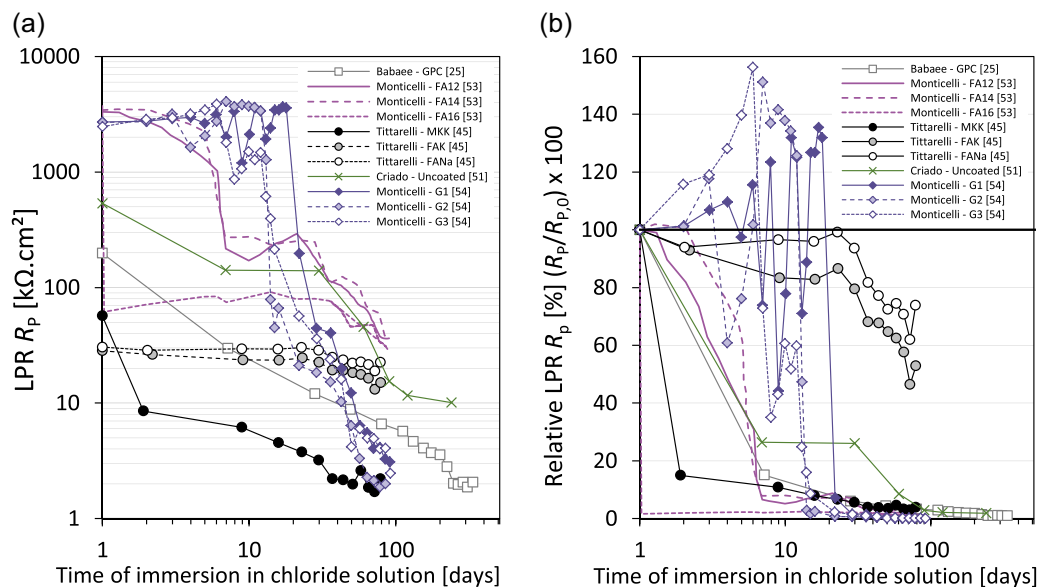 (a)
LPR Rp [kΩ.cm²]
10000
1000
100
10
1
1
10
100
Time of immersion in chloride solution [days]
Babaee - GPC [25]
Monticelli - FA12 [53]
Monticelli - FA14 [53]
Monticelli - FA16 [53]
Tittarelli - MKK [45]
Tittarelli - FAK [45]
Tittarelli - FANa [45]
Criado - Uncoated [51]
Monticelli - G1 [54]
Monticelli - G2 [54]
Monticelli - G3 [54]
(b)
Relative LPR Rp [%] (Rp/RP,0) x 100
160
140
120
100
80
60
40
20
0
1
10
100
Time of immersion in chloride solution [days]
Babaee - GPC [25]
Monticelli - FA12 [53]
Monticelli - FA14 [53]
Monticelli - FA16 [53]
Tittarelli - MKK [45]
Tittarelli - FAK [45]
Tittarelli - FANa [45]
Criado - Uncoated [51]
Monticelli - G1 [54]
Monticelli - G2 [54]
Monticelli - G3 [54]